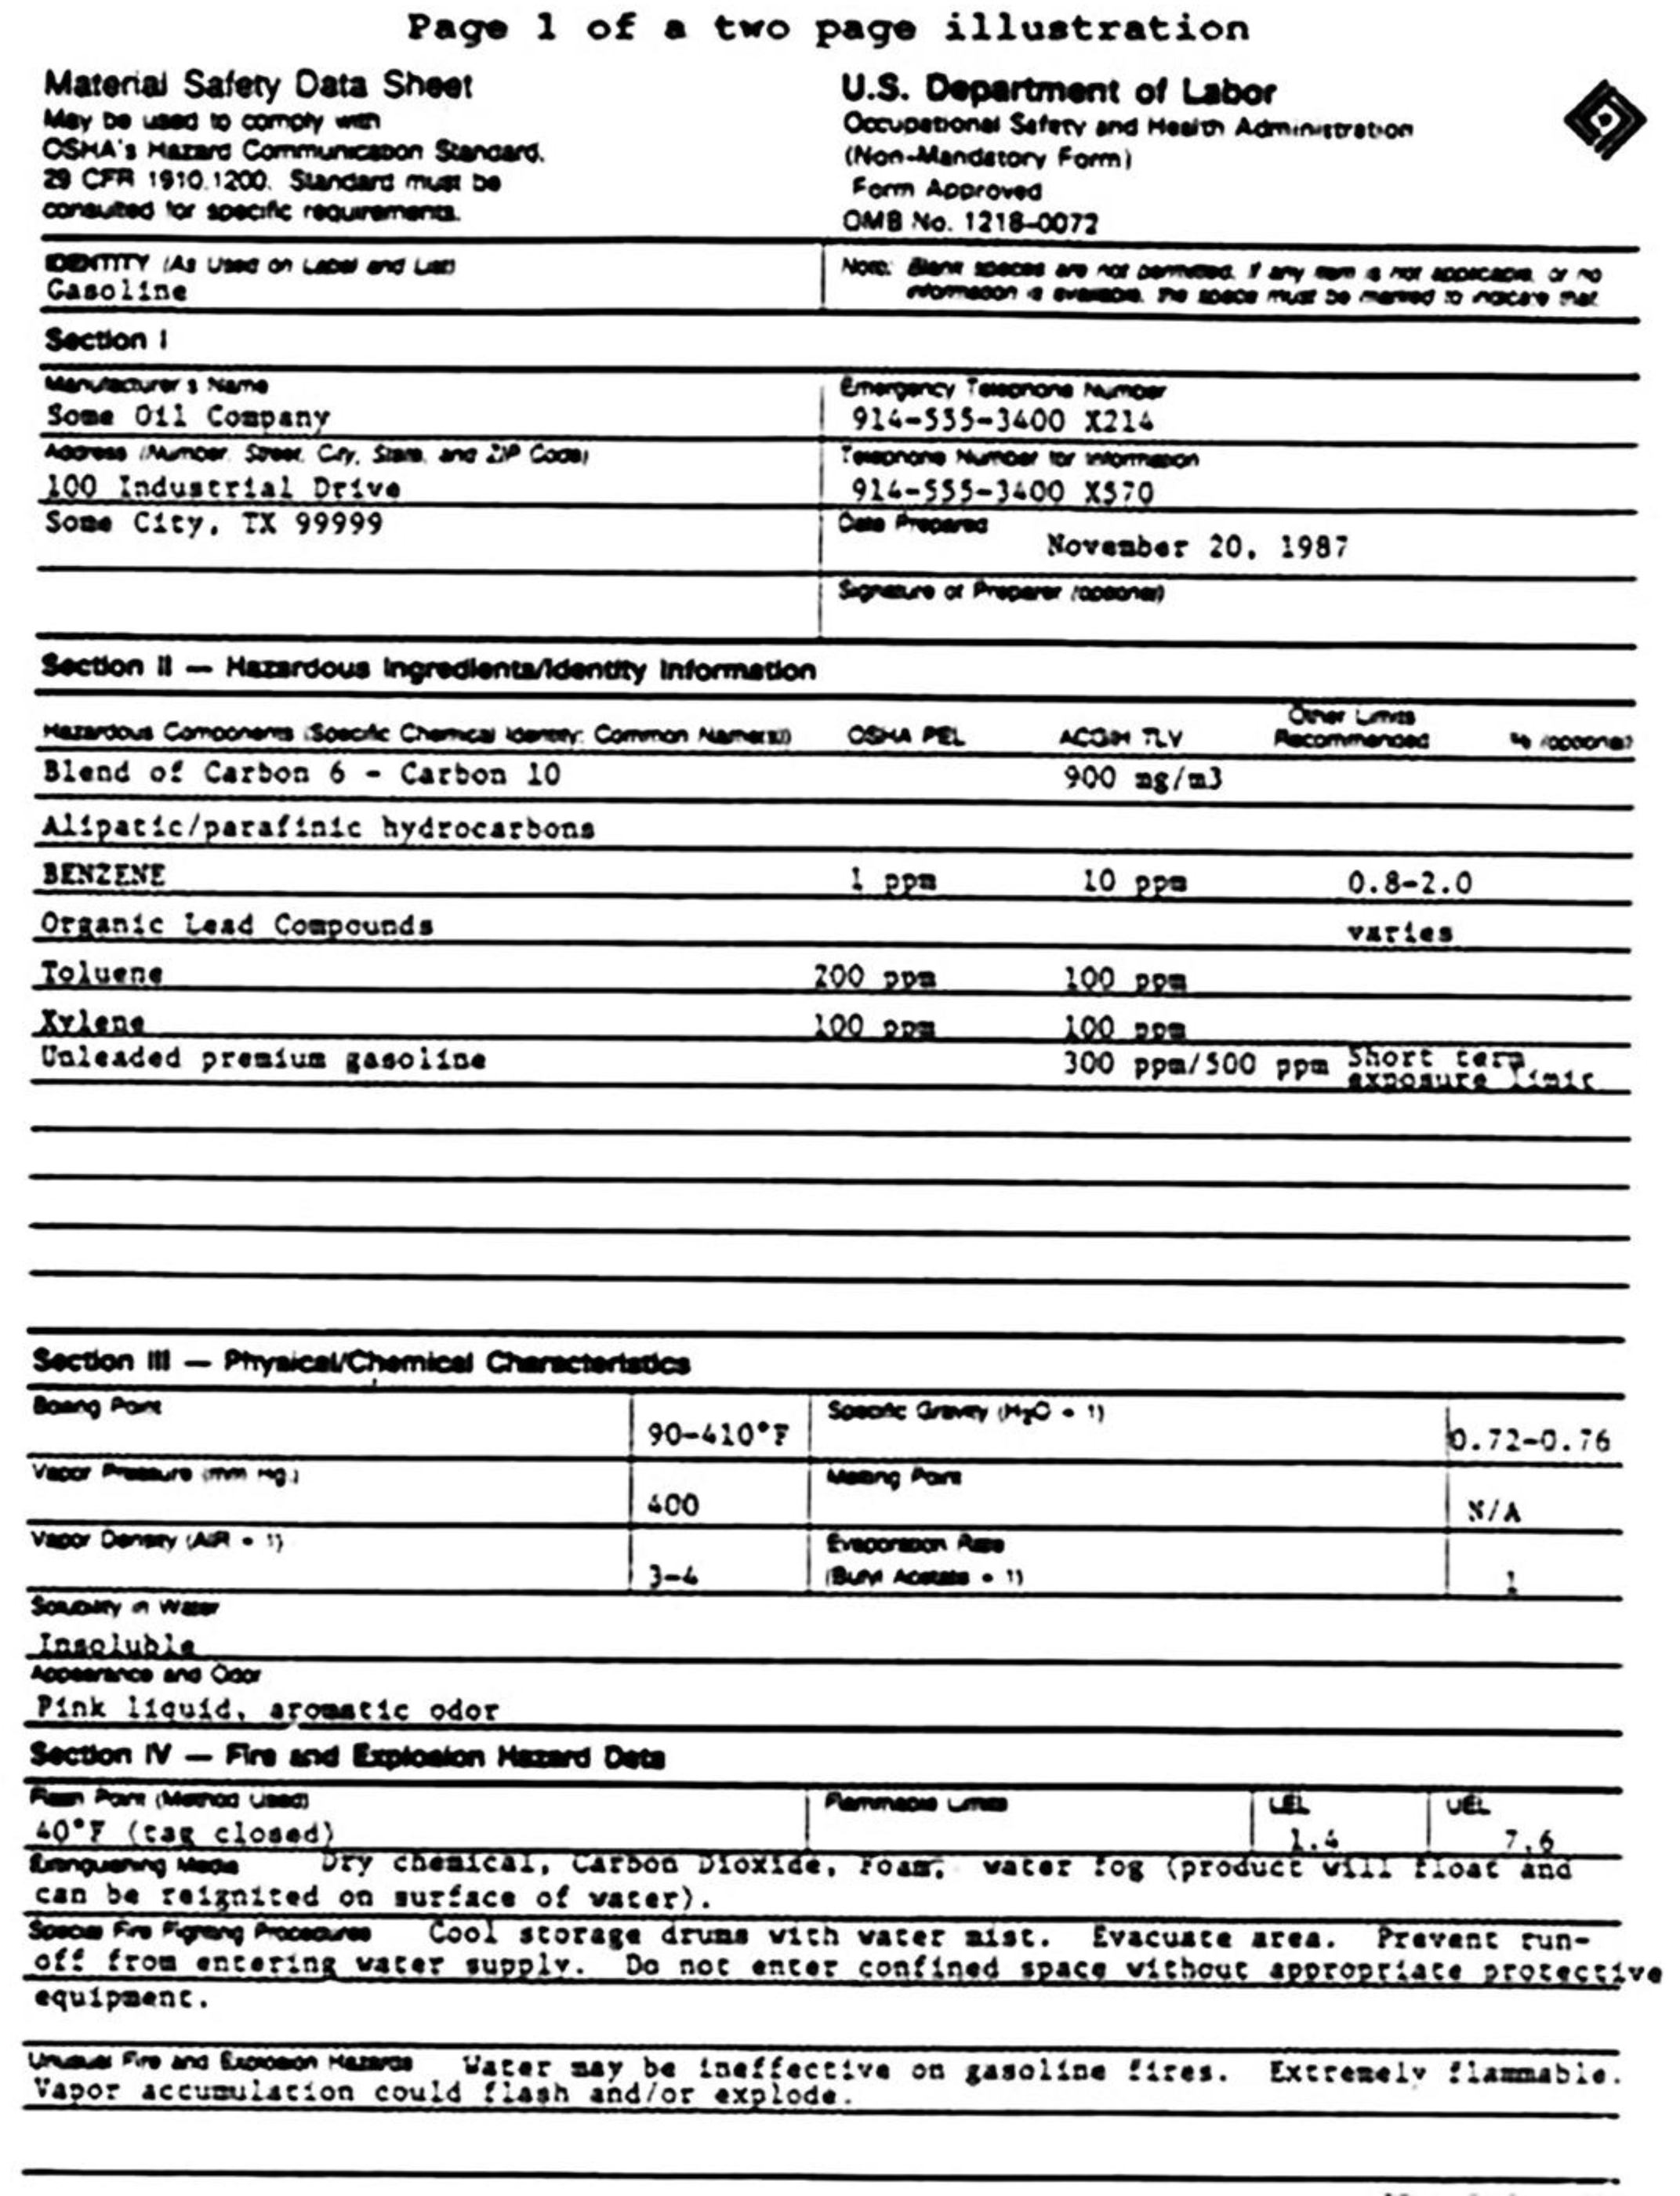 Page 1 of a two page illustration
Material Safety Data Sheet
May be used to comply with
OSHA's Hazard Communication Standard,
29 CFR 1910.1200. Standard must be
consulted for specific requirements.
U.S. Department of Labor
Occupational Safety and Health Administration
(Non-Mandatory Form)
Form Approved
OMB No. 1218-0072
IDENTITY (As Used on Label and List)
Gasoline
Note: Blank spaces are not permitted. If any item is not applicable, or no
information is available, the space must be marked to indicate that.
Section I
Manufacturer's Name
Some Oil Company
Emergency Telephone Number
914-555-3400 X214
Address (Number, Street, City, State, and ZIP Code)
100 Industrial Drive
Telephone Number for Information
914-555-3400 X570
Some City, TX 99999
Date Prepared
November 20, 1987
Signature of Preparer (optional)
Section II — Hazardous Ingredients/Identity Information
Hazardous Components (Specific Chemical Identity; Common Name(s)) OSHA PEL ACGIH TLV Other Limits Recommended % (optional)
Blend of Carbon 6 - Carbon 10 900 mg/m3
Alipatic/parafinic hydrocarbons
BENZENE 1 ppm 10 ppm 0.8-2.0
Organic Lead Compounds varies
Toluene 200 ppm 100 ppm
Xylene 100 ppm 100 ppm
Unleaded premium gasoline 300 ppm/500 ppm Short term
exposure limit
Section III — Physical/Chemical Characteristics
Boiling Point 90-410°F Specific Gravity (H₂O = 1) 0.72-0.76
Vapor Pressure (mm Hg.) 400 Melting Point N/A
Vapor Density (AIR = 1) 3-4 Evaporation Rate
(Butyl Acetate = 1) 1
Solubility in Water
Insoluble
Appearance and Odor
Pink liquid, aromatic odor
Section IV — Fire and Explosion Hazard Data
Flash Point (Method Used) Flammable Limits LEL UEL
40°F (tag closed) 1.4 7.6
Extinguishing Media Dry chemical, Carbon Dioxide, Foam, water fog (product will float and
can be reignited on surface of water).
Special Fire Fighting Procedures Cool storage drums with water mist. Evacuate area. Prevent run-
off from entering water supply. Do not enter confined space without appropriate protective
equipment.
Unusual Fire and Explosion Hazards Water may be ineffective on gasoline fires. Extremely flammable.
Vapor accumulation could flash and/or explode.